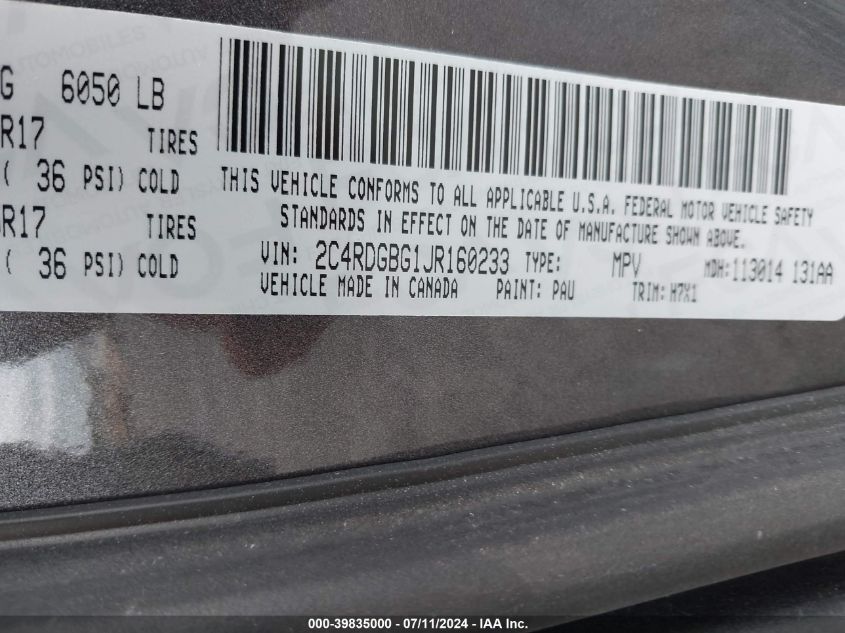 G 6050 LB
R17 TIRES
( 36 PSI) COLD
R17 TIRES
( 36 PSI) COLD
THIS VEHICLE CONFORMS TO ALL APPLICABLE U.S.A. FEDERAL MOTOR VEHICLE SAFETY
STANDARDS IN EFFECT ON THE DATE OF MANUFACTURE SHOWN ABOVE.
VIN: 2C4RDGBG1JR160233 TYPE: MPV MDH: 113014 131AA
VEHICLE MADE IN CANADA PAINT: PAU TRIM: H7X1
000-39835000 - 07/11/2024 - IAA Inc.